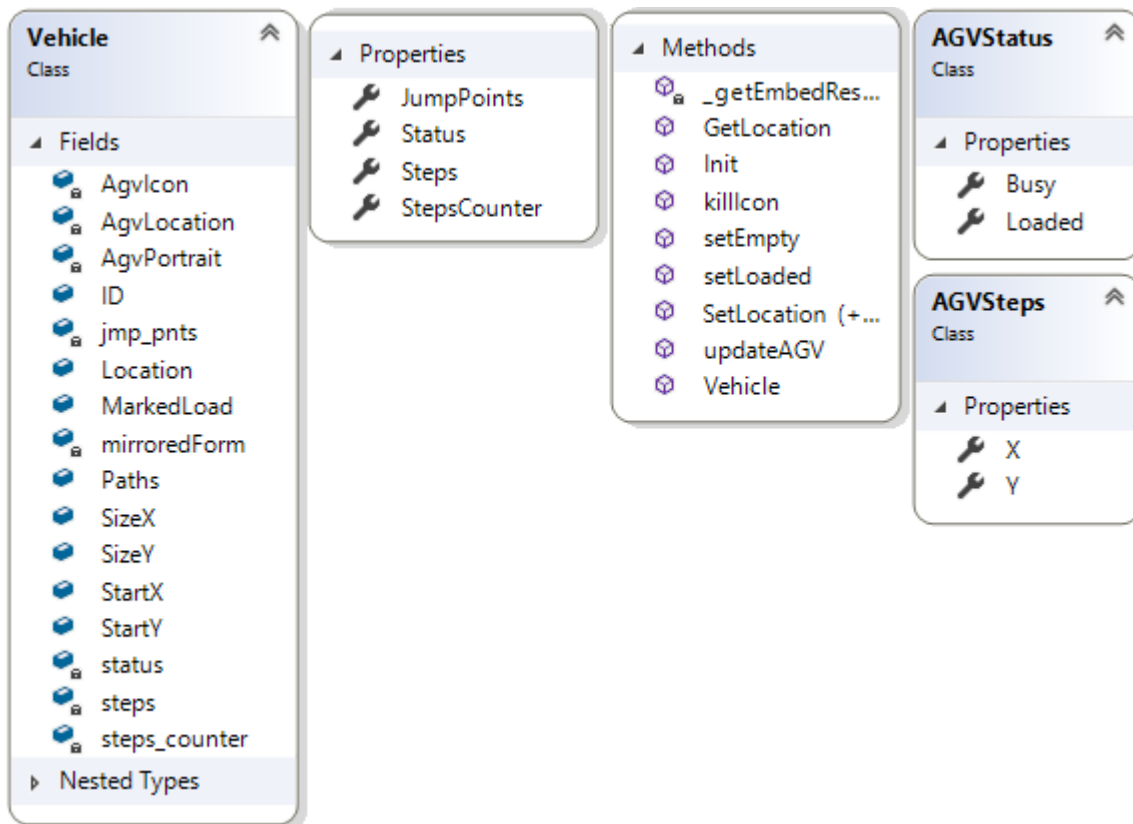 Vehicle
Class
Fields
AgvIcon
AgvLocation
AgvPortrait
ID
jmp_pnts
Location
MarkedLoad
mirroredForm
Paths
SizeX
SizeY
StartX
StartY
status
steps
steps_counter
Nested Types
Properties
JumpPoints
Status
Steps
StepsCounter
Methods
_getEmbedRes...
GetLocation
Init
killIcon
setEmpty
setLoaded
SetLocation (+...
updateAGV
Vehicle
AGVStatus
Class
Properties
Busy
Loaded
AGVSteps
Class
Properties
X
Y